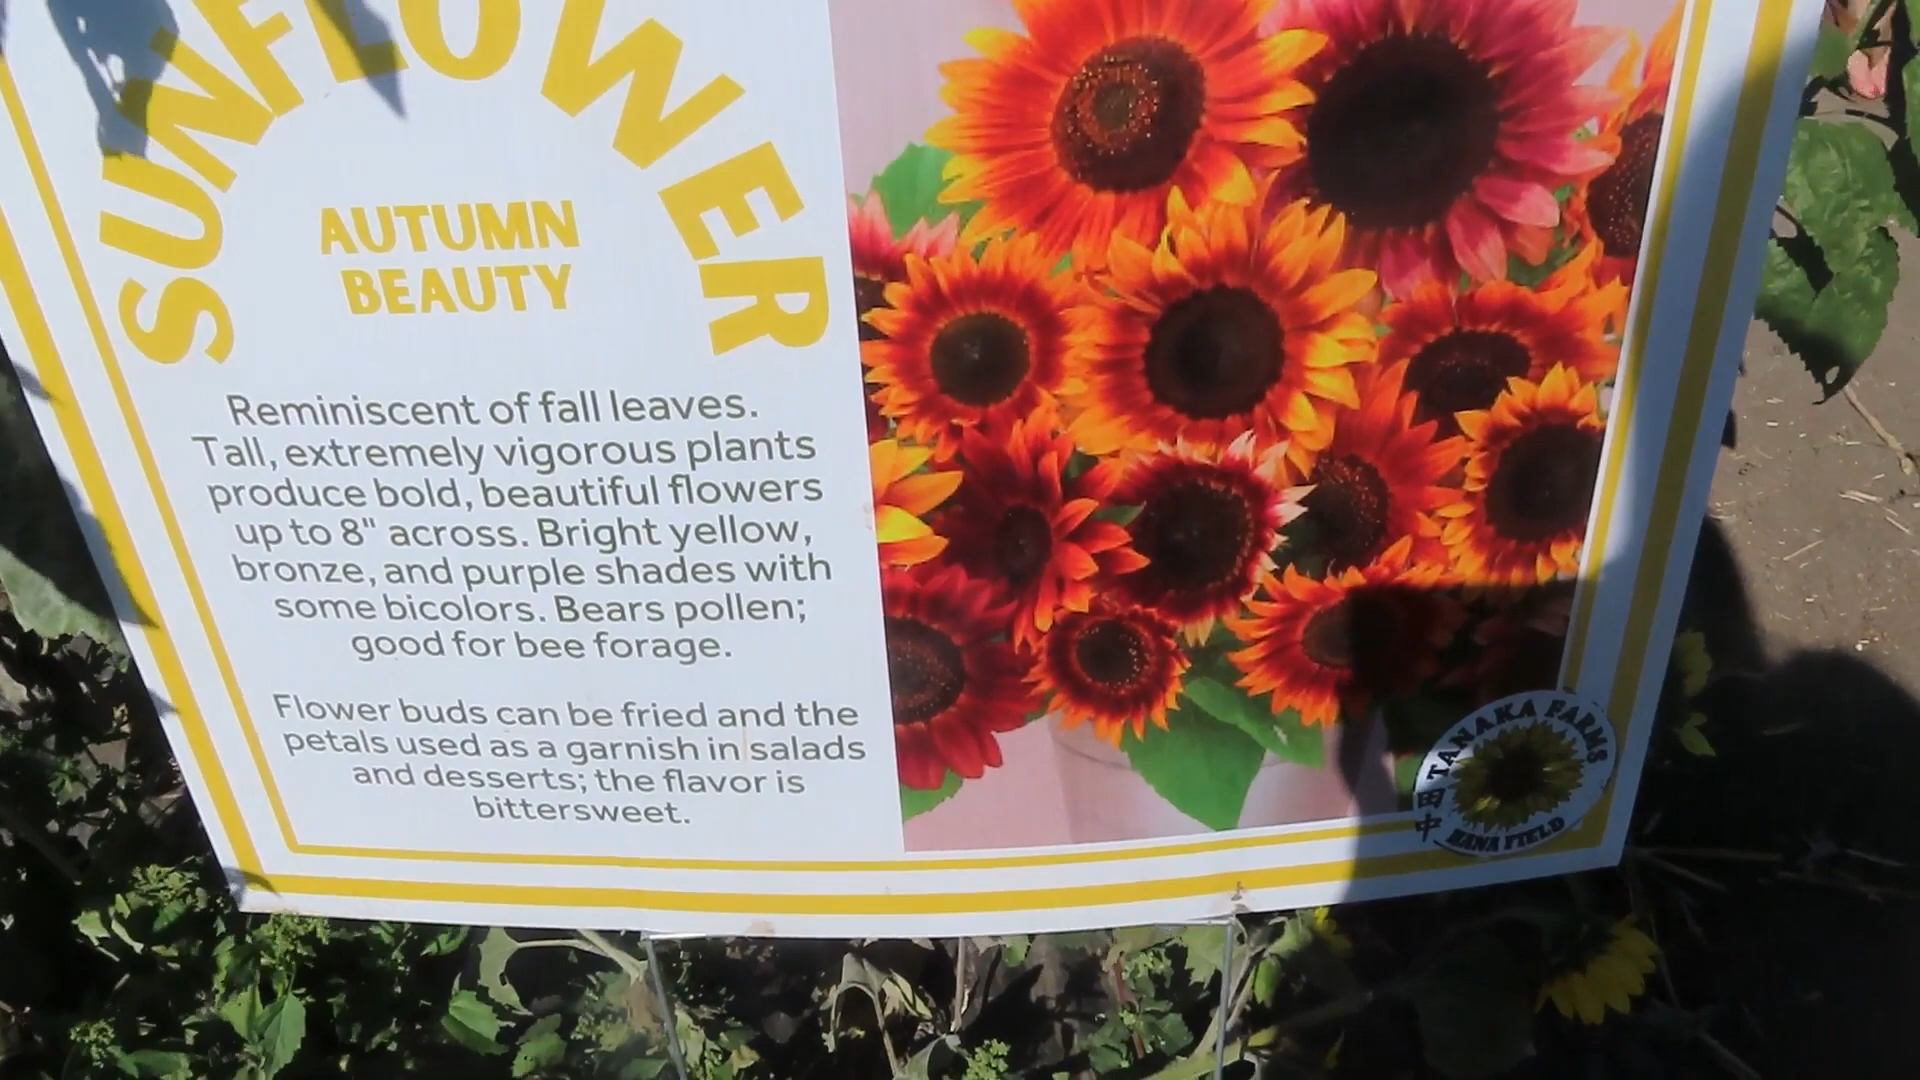 SUNFLOWER
AUTUMN
BEAUTY
Reminiscent of fall leaves.
Tall, extremely vigorous plants
produce bold, beautiful flowers
up to 8" across. Bright yellow,
bronze, and purple shades with
some bicolors. Bears pollen;
good for bee forage.
Flower buds can be fried and the
petals used as a garnish in salads
and desserts; the flavor is
bittersweet.
TANAKA FARMS
田中
HANA FIELD